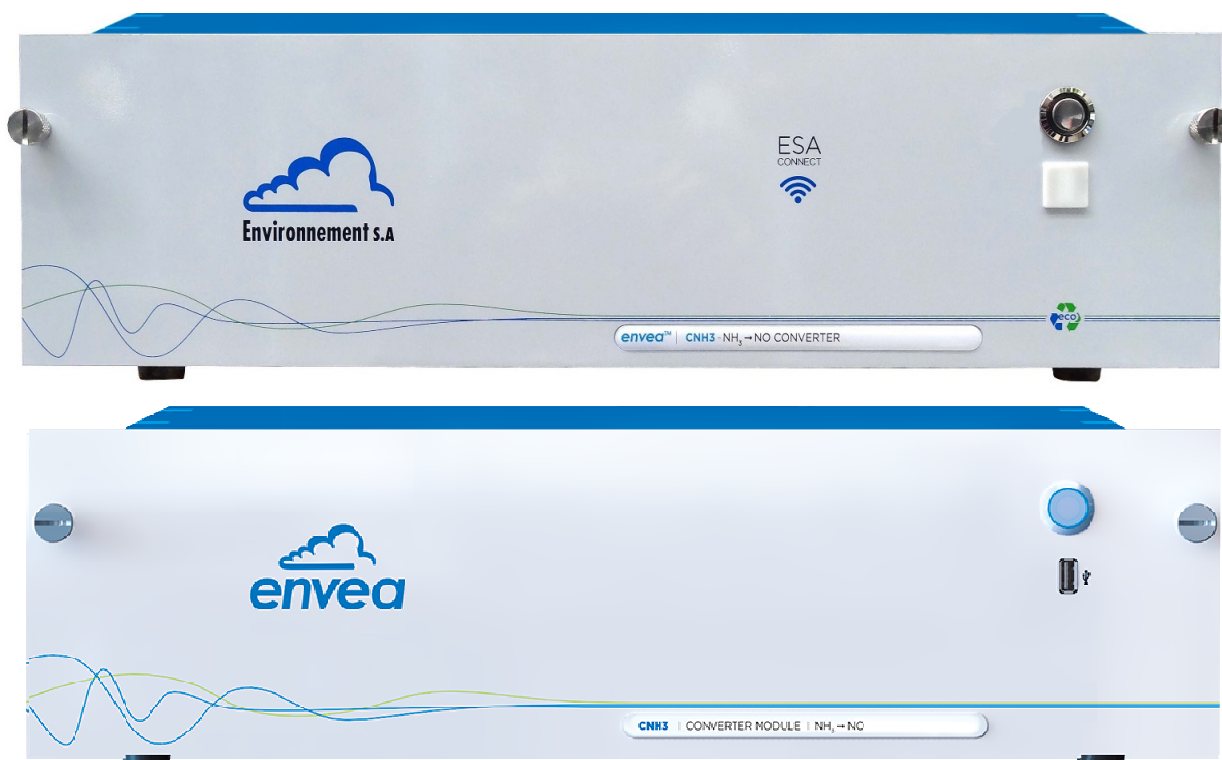 ESA
CONNECT
Environnement S.A
eco
envea™ | CNH3 - NH₃→NO CONVERTER
envea
CNH3 | CONVERTER MODULE | NH₃→NO